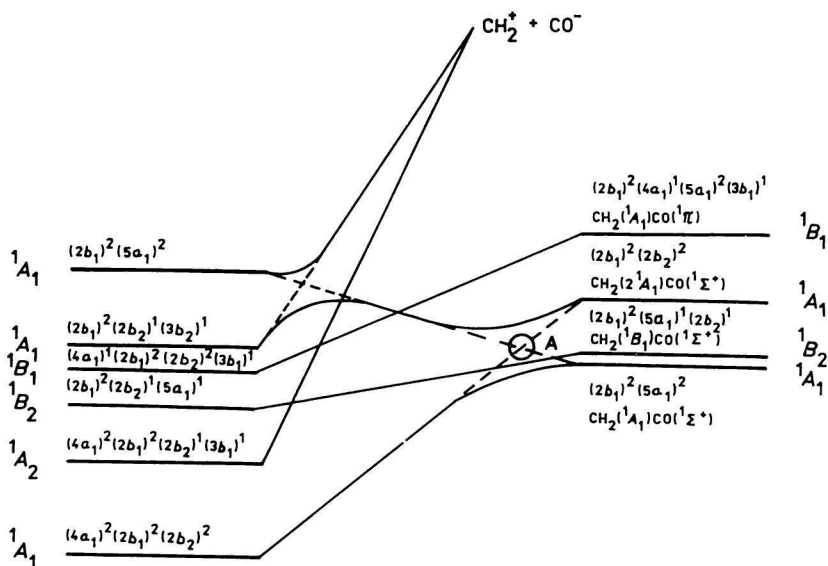 CH₂⁺ + CO⁻
(2b₁)²(4a₁)¹(5a₁)²(3b₁)¹
CH₂(¹A₁)CO(¹π)
¹B₁
¹A₁
(2b₁)²(5a₁)²
(2b₁)²(2b₂)²
CH₂(2¹A₁)CO(¹Σ⁺)
¹A₁
(2b₁)²(5a₁)¹(2b₂)¹
CH₂(¹B₁)CO(¹Σ⁺)
¹B₂
A
¹A₁
(2b₁)²(2b₂)¹(3b₂)¹
¹B₁
(4a₁)¹(2b₁)²(2b₂)²(3b₁)¹
¹B₂
(2b₁)²(2b₂)¹(5a₁)¹
¹A₁
(2b₁)²(5a₁)²
CH₂(¹A₁)CO(¹Σ⁺)
¹A₂
(4a₁)²(2b₁)²(2b₂)¹(3b₁)¹
¹A₁
(4a₁)²(2b₁)²(2b₂)²